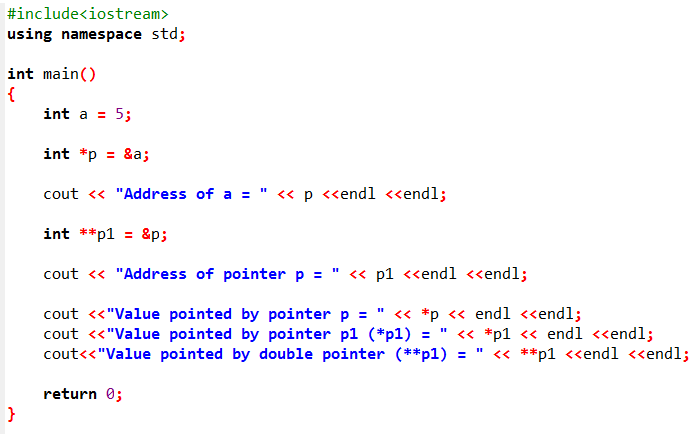 #include<iostream>
using namespace std;
int main()
{
int a = 5;
int *p = &a;
cout << "Address of a = " << p <<endl <<endl;
int **p1 = &p;
cout << "Address of pointer p = " << p1 <<endl <<endl;
cout <<"Value pointed by pointer p = " << *p << endl <<endl;
cout <<"Value pointed by pointer p1 (*p1) = " << *p1 << endl <<endl;
cout<<"Value pointed by double pointer (**p1) = " << **p1 <<endl <<endl;
return 0;
}